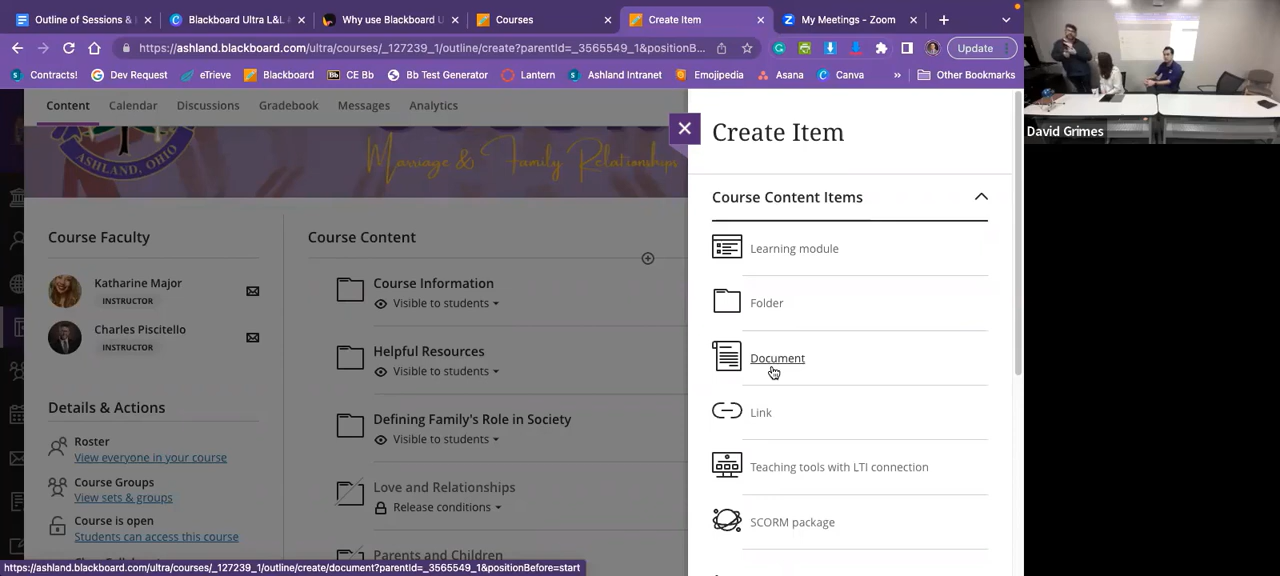 Outline of Sessions &
Blackboard Ultra L&L
Why use Blackboard U
Courses
Create Item
My Meetings - Zoom
https://ashland.blackboard.com/ultra/courses/_127239_1/outline/create?parentId=_3565549_1&positionB...
Update
Contracts!
Dev Request
eTrieve
Blackboard
CE Bb
Bb Test Generator
Lantern
Ashland Intranet
Emojipedia
Asana
Canva
»
Other Bookmarks
David Grimes
Content
Calendar
Discussions
Gradebook
Messages
Analytics
ASHLAND, OHIO
Marriage & Family Relationships
Course Faculty
Katharine Major
INSTRUCTOR
Charles Piscitello
INSTRUCTOR
Details & Actions
Roster
View everyone in your course
Course Groups
View sets & groups
Course is open
Students can access this course
Course Content
Course Information
Visible to students
Helpful Resources
Visible to students
Defining Family's Role in Society
Visible to students
Love and Relationships
Release conditions
Parents and Children
Create Item
Course Content Items
Learning module
Folder
Document
Link
Teaching tools with LTI connection
SCORM package
https://ashland.blackboard.com/ultra/courses/_127239_1/outline/create/document?parentId=_3565549_1&positionBefore=start